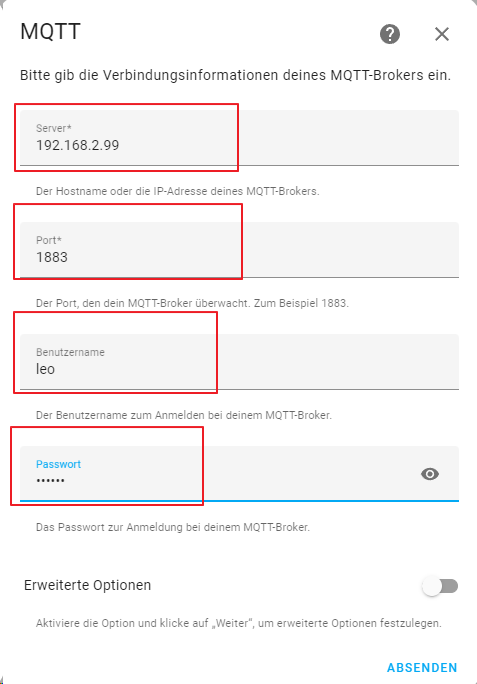 MQTT
Bitte gib die Verbindungsinformationen deines MQTT-Brokers ein.
Server*
192.168.2.99
Der Hostname oder die IP-Adresse deines MQTT-Brokers.
Port*
1883
Der Port, den dein MQTT-Broker überwacht. Zum Beispiel 1883.
Benutzername
leo
Der Benutzername zum Anmelden bei deinem MQTT-Broker.
Passwort
••••••
Das Passwort zur Anmeldung bei deinem MQTT-Broker.
Erweiterte Optionen
Aktiviere die Option und klicke auf „Weiter“, um erweiterte Optionen festzulegen.
ABSENDEN